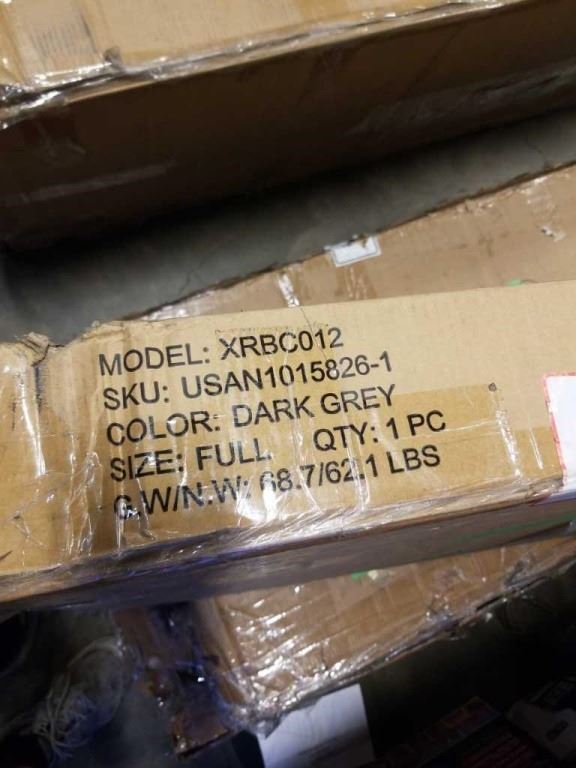 MODEL: XRBC012
SKU: USAN1015826-1
COLOR: DARK GREY
SIZE: FULL QTY: 1 PC
G.W/N.W: 68.7/62.1 LBS